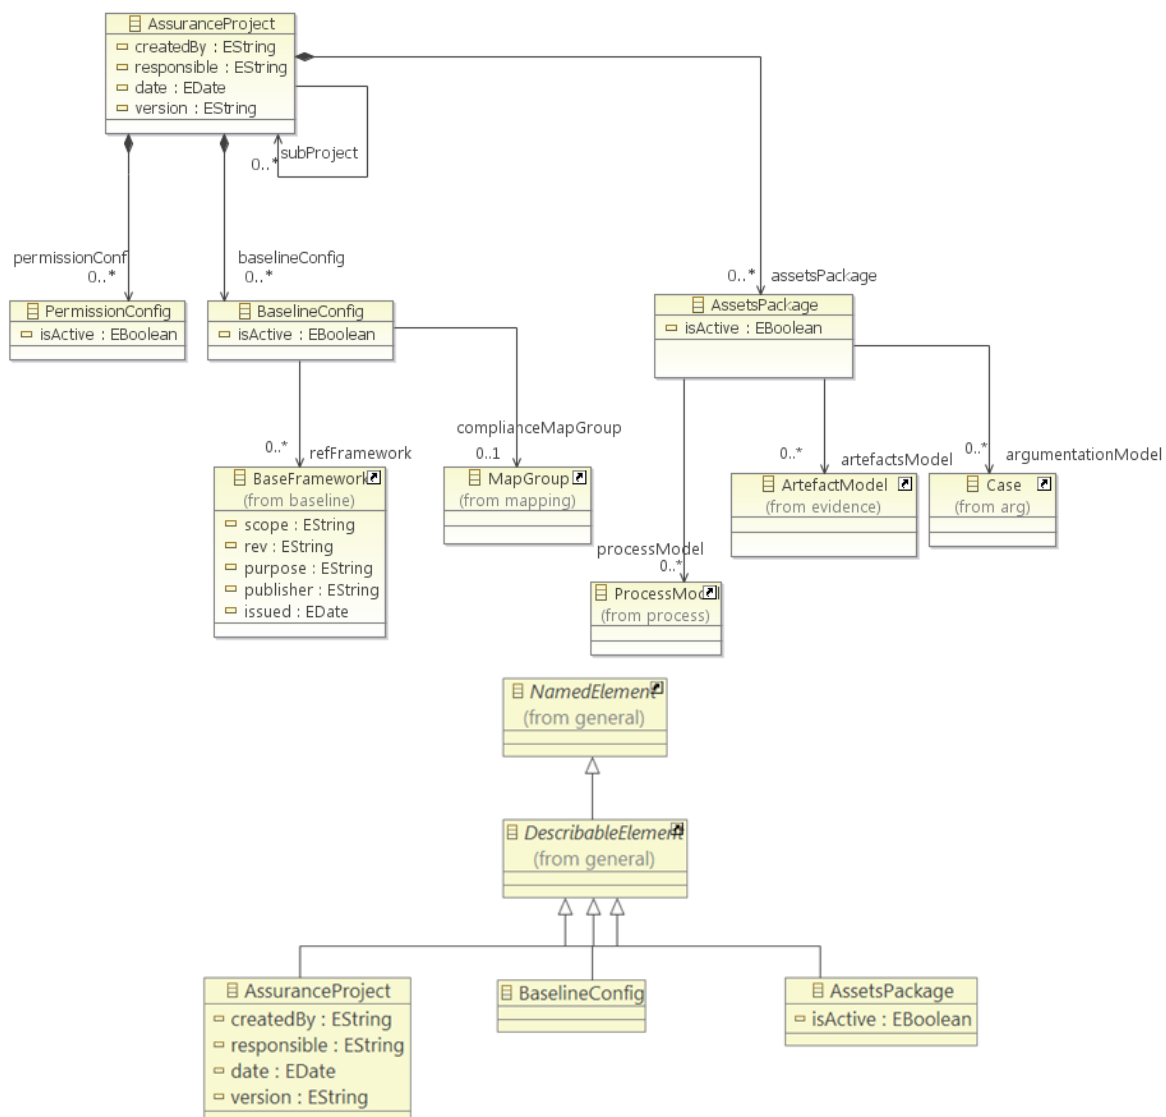 AssuranceProject
createdBy : EString
responsible : EString
date : EDate
version : EString
subProject
0..*
permissionConf
0..*
baselineConfig
0..*
0..*
assetsPackage
PermissionConfig
isActive : EBoolean
BaselineConfig
isActive : EBoolean
AssetsPackage
isActive : EBoolean
0..*
refFramework
complianceMapGroup
0..1
0..*
artefactsModel
0..*
argumentationModel
BaseFramework
(from baseline)
scope : EString
rev : EString
purpose : EString
publisher : EString
issued : EDate
MapGroup
(from mapping)
ArtefactModel
(from evidence)
Case
(from arg)
processModel
0..*
ProcessModel
(from process)
NamedElement
(from general)
DescribableElement
(from general)
AssuranceProject
createdBy : EString
responsible : EString
date : EDate
version : EString
BaselineConfig
AssetsPackage
isActive : EBoolean